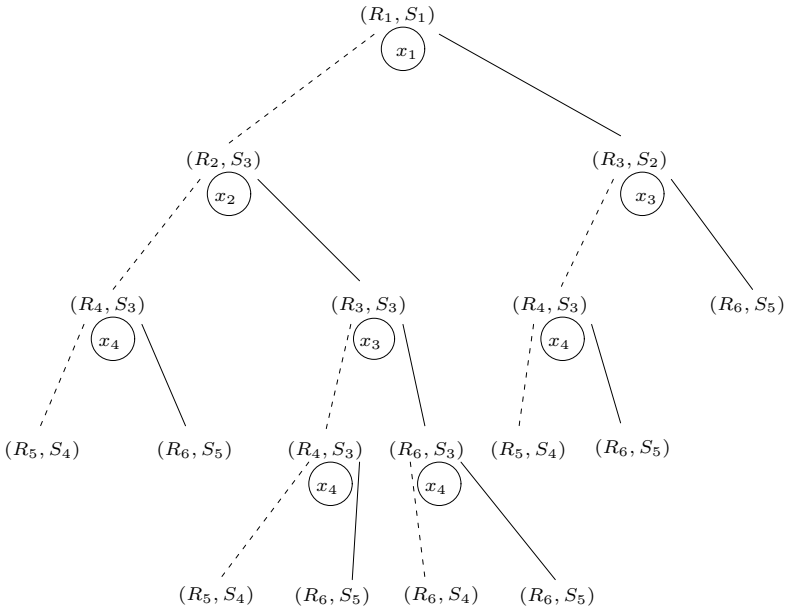 (R₁, S₁)
x₁
(R₂, S₃) (R₃, S₂)
x₂ x₃
(R₄, S₃) (R₃, S₃) (R₄, S₃) (R₆, S₅)
x₄ x₃ x₄
(R₅, S₄) (R₆, S₅) (R₄, S₃) (R₆, S₃) (R₅, S₄) (R₆, S₅)
x₄ x₄
(R₅, S₄) (R₆, S₅) (R₆, S₄) (R₆, S₅)